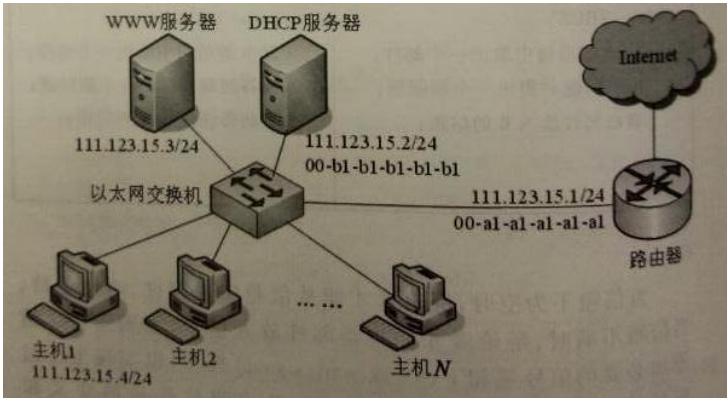 WWW服务器
DHCP服务器
Internet
111.123.15.3/24
111.123.15.2/24
00-b1-b1-b1-b1-b1
以太网交换机
111.123.15.1/24
00-a1-a1-a1-a1-a1
路由器
... ...
主机1
主机2
主机N
111.123.15.4/24